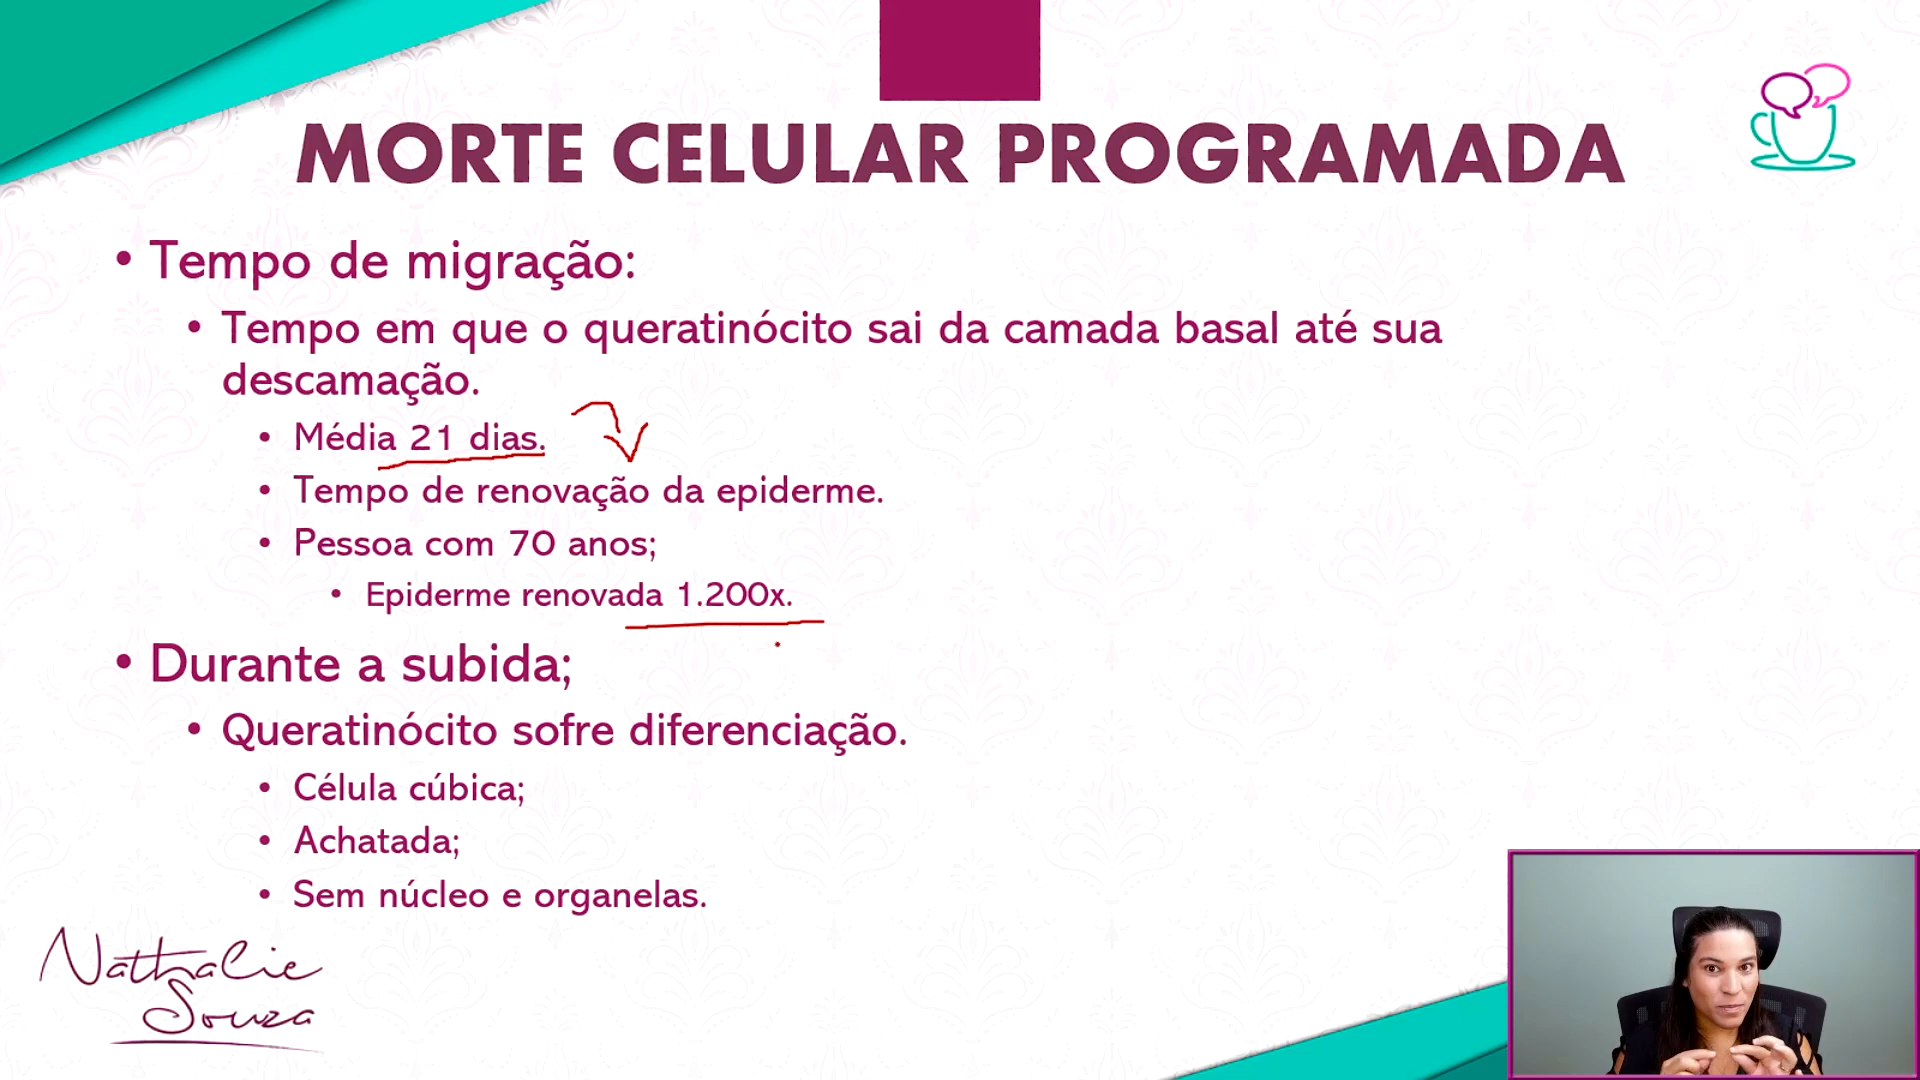 MORTE CELULAR PROGRAMADA
• Tempo de migração:
• Tempo em que o queratinócito sai da camada basal até sua
descamação.
• Média 21 dias.
• Tempo de renovação da epiderme.
• Pessoa com 70 anos;
• Epiderme renovada 1.200x.
• Durante a subida;
• Queratinócito sofre diferenciação.
• Célula cúbica;
• Achatada;
• Sem núcleo e organelas.
Nathalie
Souza